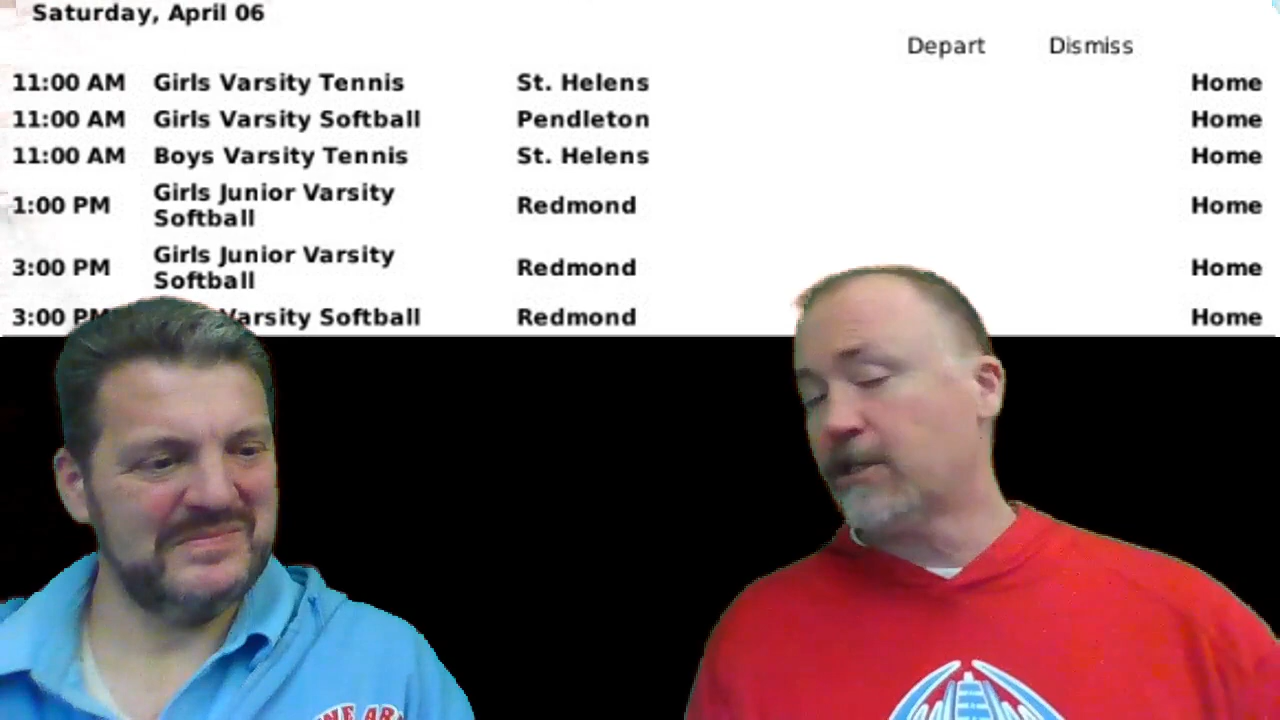 Saturday, April 06
Depart Dismiss
11:00 AM Girls Varsity Tennis St. Helens Home
11:00 AM Girls Varsity Softball Pendleton Home
11:00 AM Boys Varsity Tennis St. Helens Home
Girls Junior Varsity
1:00 PM Softball Redmond Home
Girls Junior Varsity
3:00 PM Softball Redmond Home
3:00 PM Varsity Softball Redmond Home